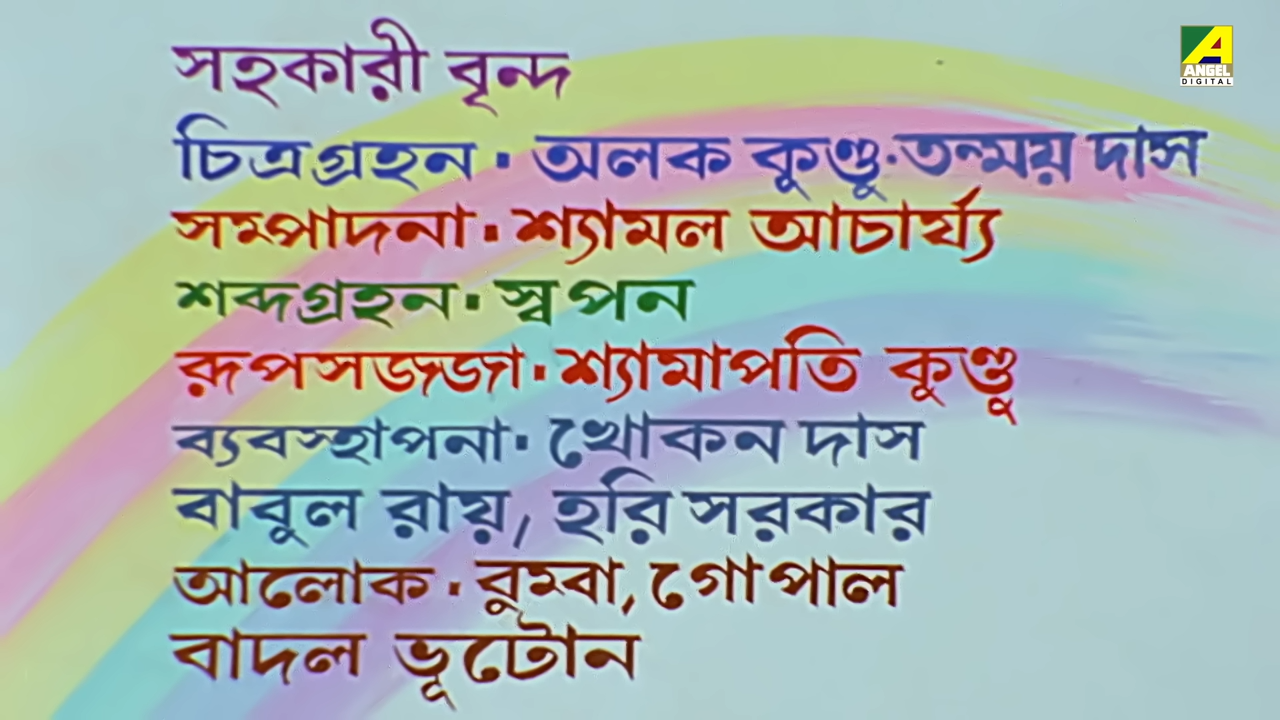 সহকারী বৃন্দ
ANGEL
DIGITAL
চিত্রগ্রহন · অলক কুণ্ডু · তন্ময় দাস
সম্পাদনা · শ্যামল আচার্য্য
শব্দগ্রহন · স্বপন
রূপসজ্জা · শ্যামাপতি কুণ্ডু
ব্যবস্হাপনা · খোকন দাস
বাবুল রায়, হরি সরকার
আলোক · বুম্বা, গোপাল
বাদল ভূটোন